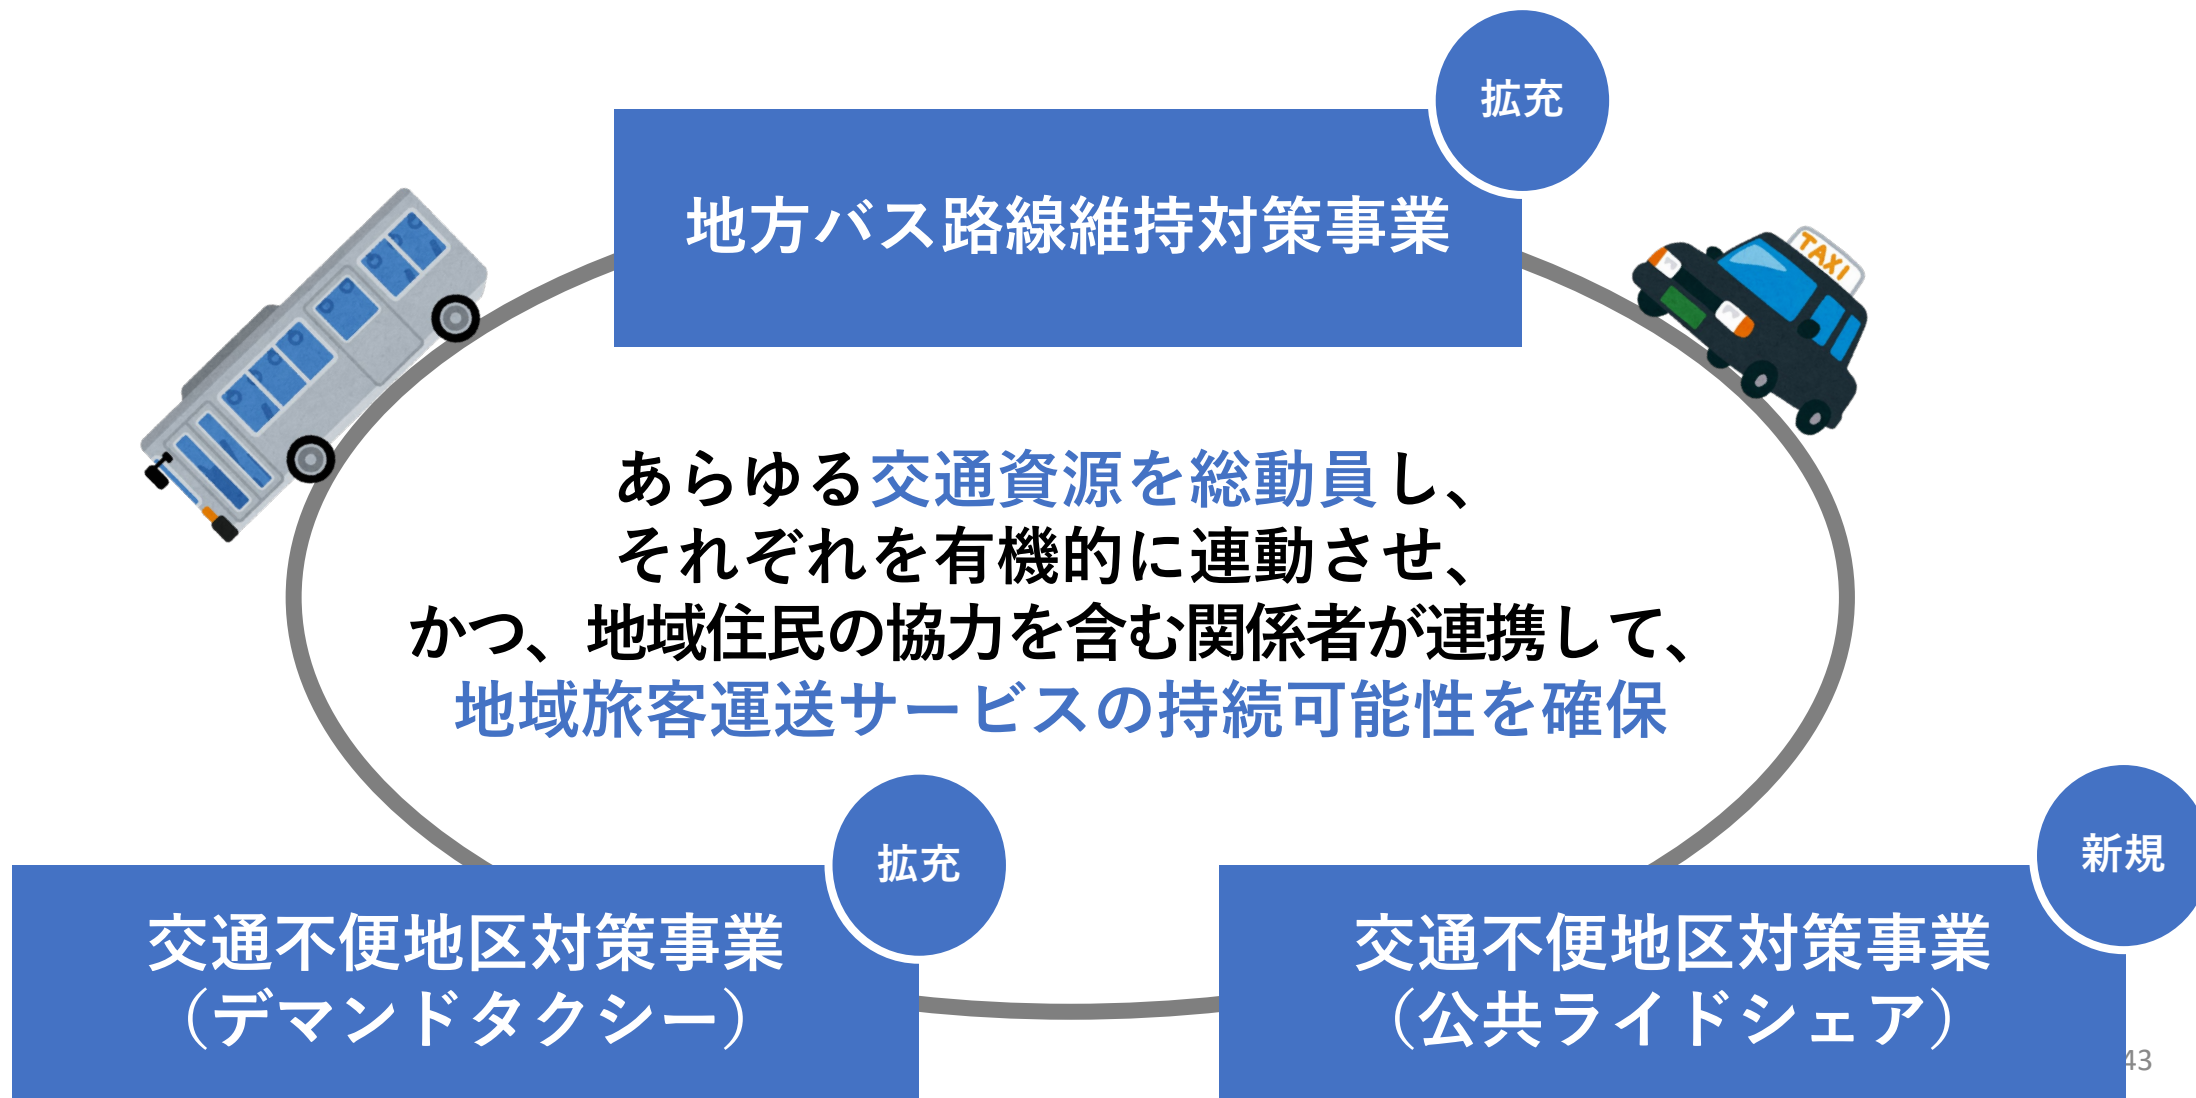 拡充
地方バス路線維持対策事業
TAXI
あらゆる交通資源を総動員し、
それぞれを有機的に連動させ、
かつ、地域住民の協力を含む関係者が連携して、
地域旅客運送サービスの持続可能性を確保
拡充
交通不便地区対策事業
（デマンドタクシー）
新規
交通不便地区対策事業
（公共ライドシェア）
43